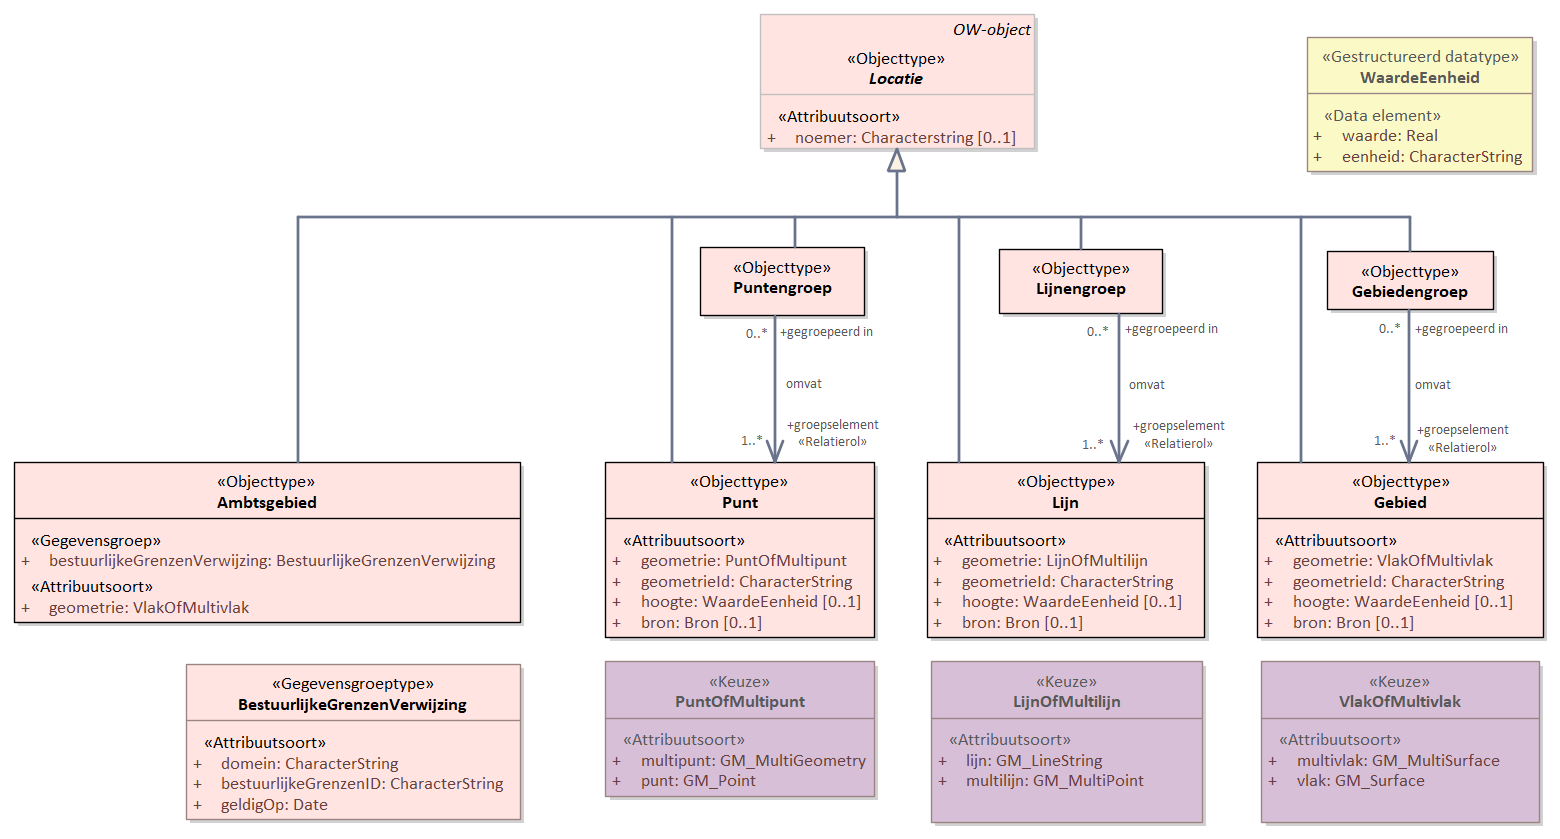 OW-object
«Objecttype»
Locatie
«Attribuutsoort»
+ noemer: Characterstring [0..1]
«Gestructureerd datatype»
WaardeEenheid
«Data element»
+ waarde: Real
+ eenheid: CharacterString
«Objecttype»
Puntengroep
«Objecttype»
Lijnengroep
«Objecttype»
Gebiedengroep
0..* +gegroepeerd in
omvat
+groepselement
1..* «Relatierol»
0..* +gegroepeerd in
omvat
+groepselement
1..* «Relatierol»
0..* +gegroepeerd in
omvat
+groepselement
1..* «Relatierol»
«Objecttype»
Ambtsgebied
«Gegevensgroep»
+ bestuurlijkeGrenzenVerwijzing: BestuurlijkeGrenzenVerwijzing
«Attribuutsoort»
+ geometrie: VlakOfMultivlak
«Objecttype»
Punt
«Attribuutsoort»
+ geometrie: PuntOfMultipunt
+ geometrieId: CharacterString
+ hoogte: WaardeEenheid [0..1]
+ bron: Bron [0..1]
«Objecttype»
Lijn
«Attribuutsoort»
+ geometrie: LijnOfMultilijn
+ geometrieId: CharacterString
+ hoogte: WaardeEenheid [0..1]
+ bron: Bron [0..1]
«Objecttype»
Gebied
«Attribuutsoort»
+ geometrie: VlakOfMultivlak
+ geometrieId: CharacterString
+ hoogte: WaardeEenheid [0..1]
+ bron: Bron [0..1]
«Gegevensgroeptype»
BestuurlijkeGrenzenVerwijzing
«Attribuutsoort»
+ domein: CharacterString
+ bestuurlijkeGrenzenID: CharacterString
+ geldigOp: Date
«Keuze»
PuntOfMultipunt
«Attribuutsoort»
+ multipunt: GM_MultiGeometry
+ punt: GM_Point
«Keuze»
LijnOfMultilijn
«Attribuutsoort»
+ lijn: GM_LineString
+ multilijn: GM_MultiPoint
«Keuze»
VlakOfMultivlak
«Attribuutsoort»
+ multivlak: GM_MultiSurface
+ vlak: GM_Surface